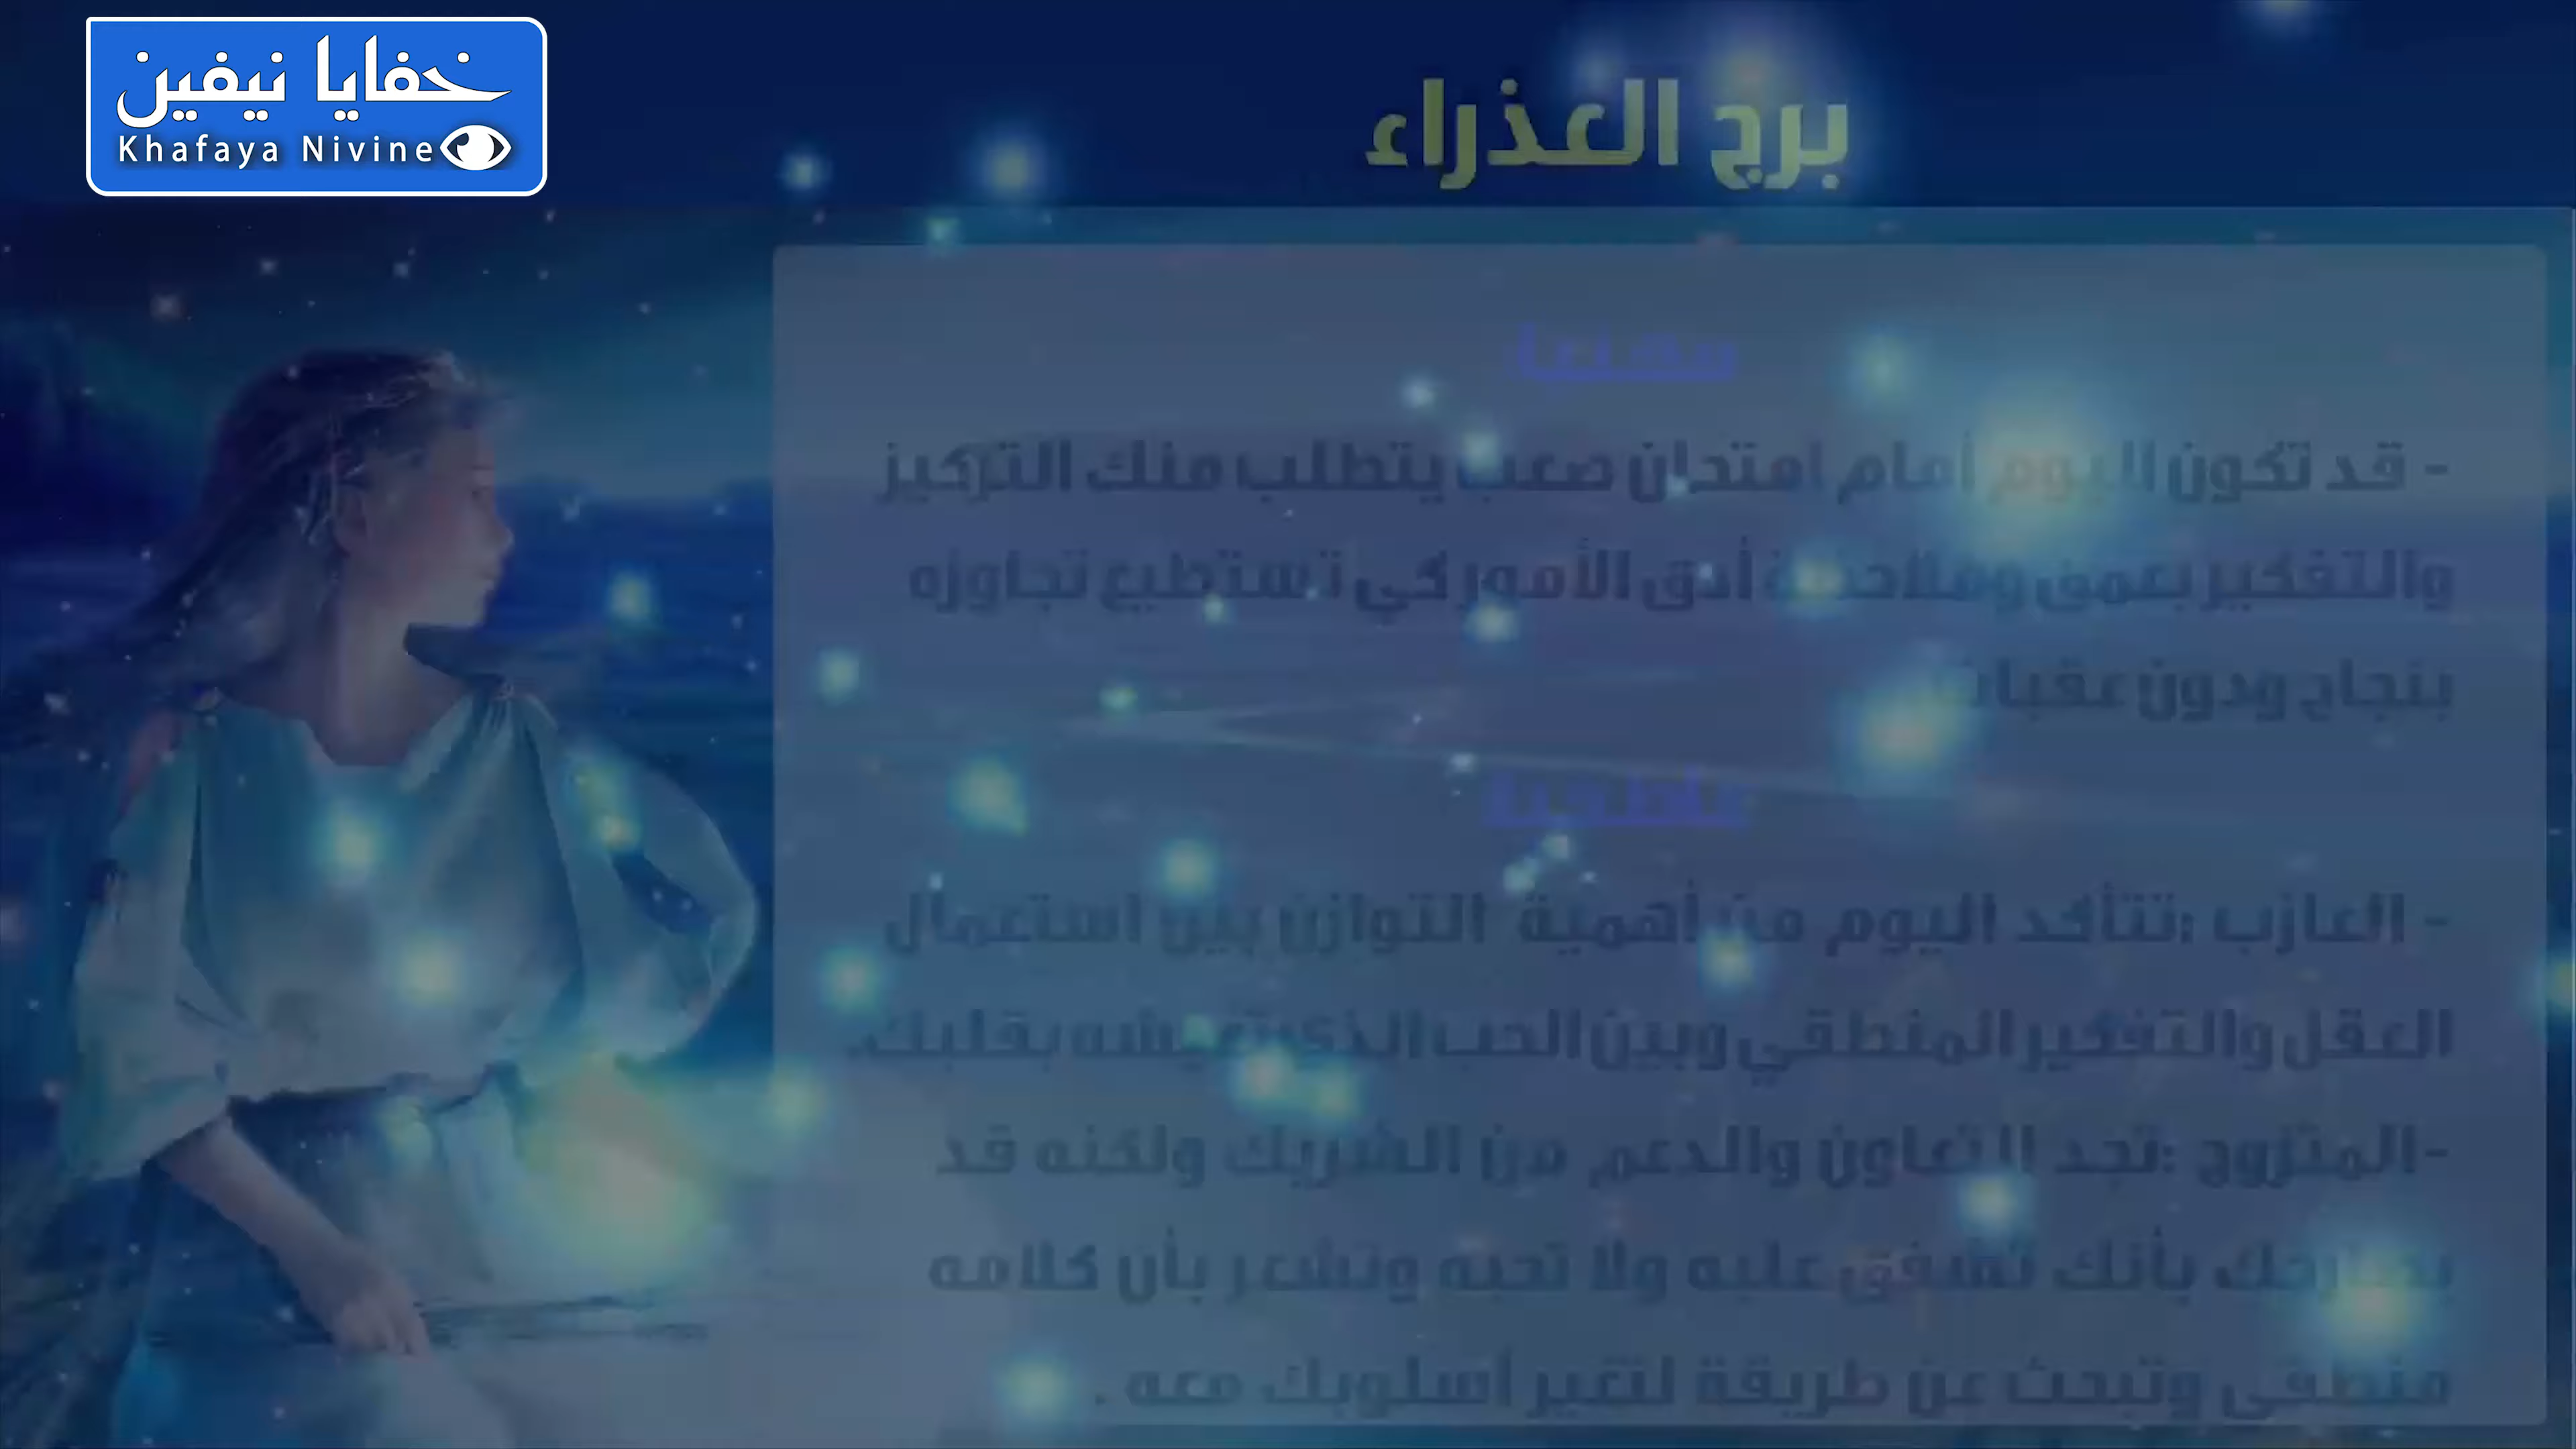 خفايا نيفين
Khafaya Nivine
برج العذراء
مهنيا:
- قد تكون اليوم أمام امتحان صعب يتطلب منك التركيز
والتفكير بعمق وملاحظة أدق الأمور كي تستطيع تجاوزه
بنجاح ودون عقبات
عاطفيا:
- العازب :تتأكد اليوم من أهمية التوازن بين استعمال
العقل والتفكير المنطقي وبين الحب الذي تعيشه بقلبك.
-المتزوج :تجد التعاون والدعم من الشريك ولكنه قد
بأنك تشفق عليه ولا تحبه وتشعر بأن كلامه
منطقي وتبحث عن طريقة لتغير أسلوبك معه .